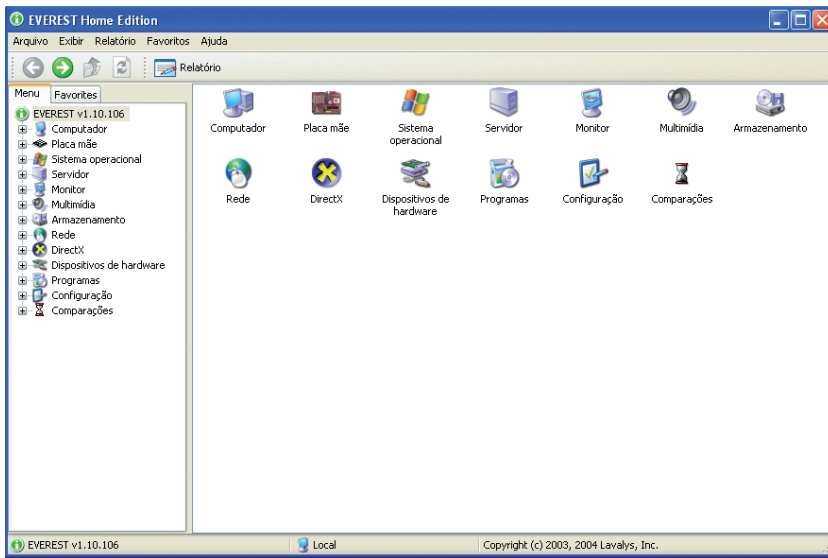 EVEREST Home Edition
Arquivo Exibir Relatório Favoritos Ajuda
Relatório
Menu Favorites
EVEREST v1.10.106
Computador
Placa mãe
Sistema operacional
Servidor
Monitor
Multimídia
Armazenamento
Rede
DirectX
Dispositivos de hardware
Programas
Configuração
Comparações
Computador Placa mãe Sistema operacional Servidor Monitor Multimídia Armazenamento
Rede DirectX Dispositivos de hardware Programas Configuração Comparações
EVEREST v1.10.106 Local Copyright (c) 2003, 2004 Lavalys, Inc.